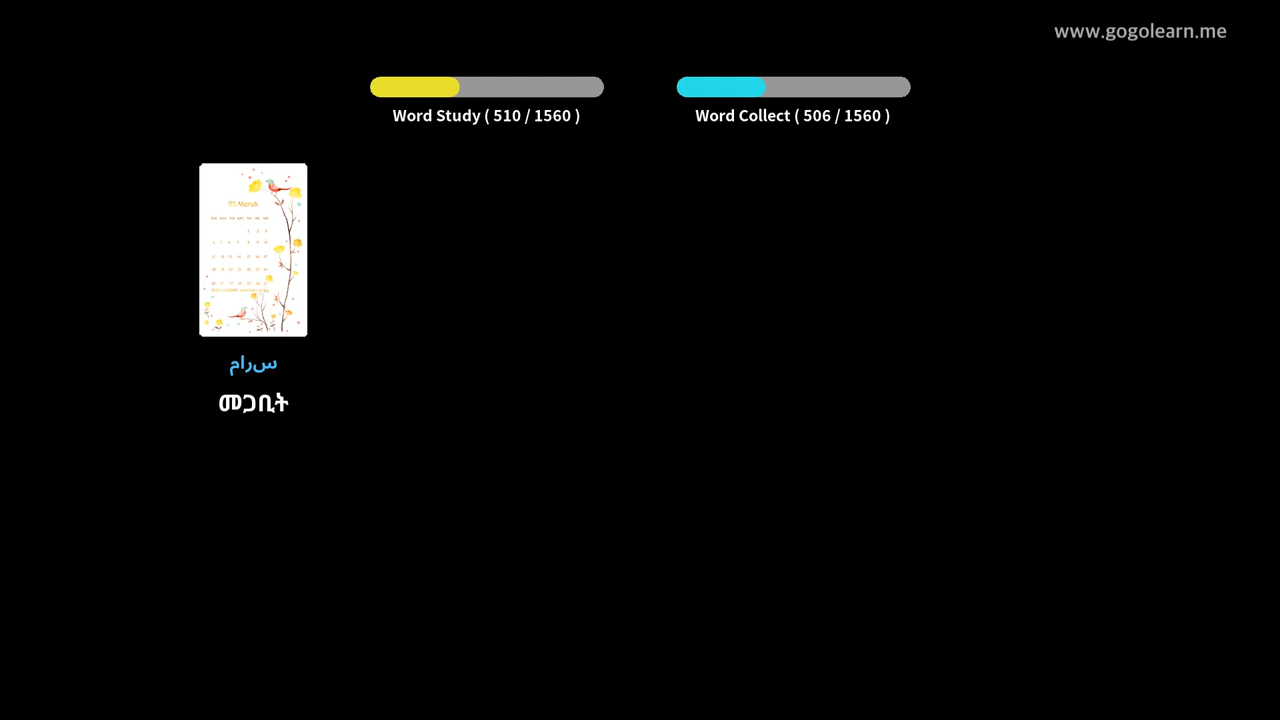 www.gogolearn.me
Word Study ( 510 / 1560 )
Word Collect ( 506 / 1560 )
03 March
مارس
መጋቢት